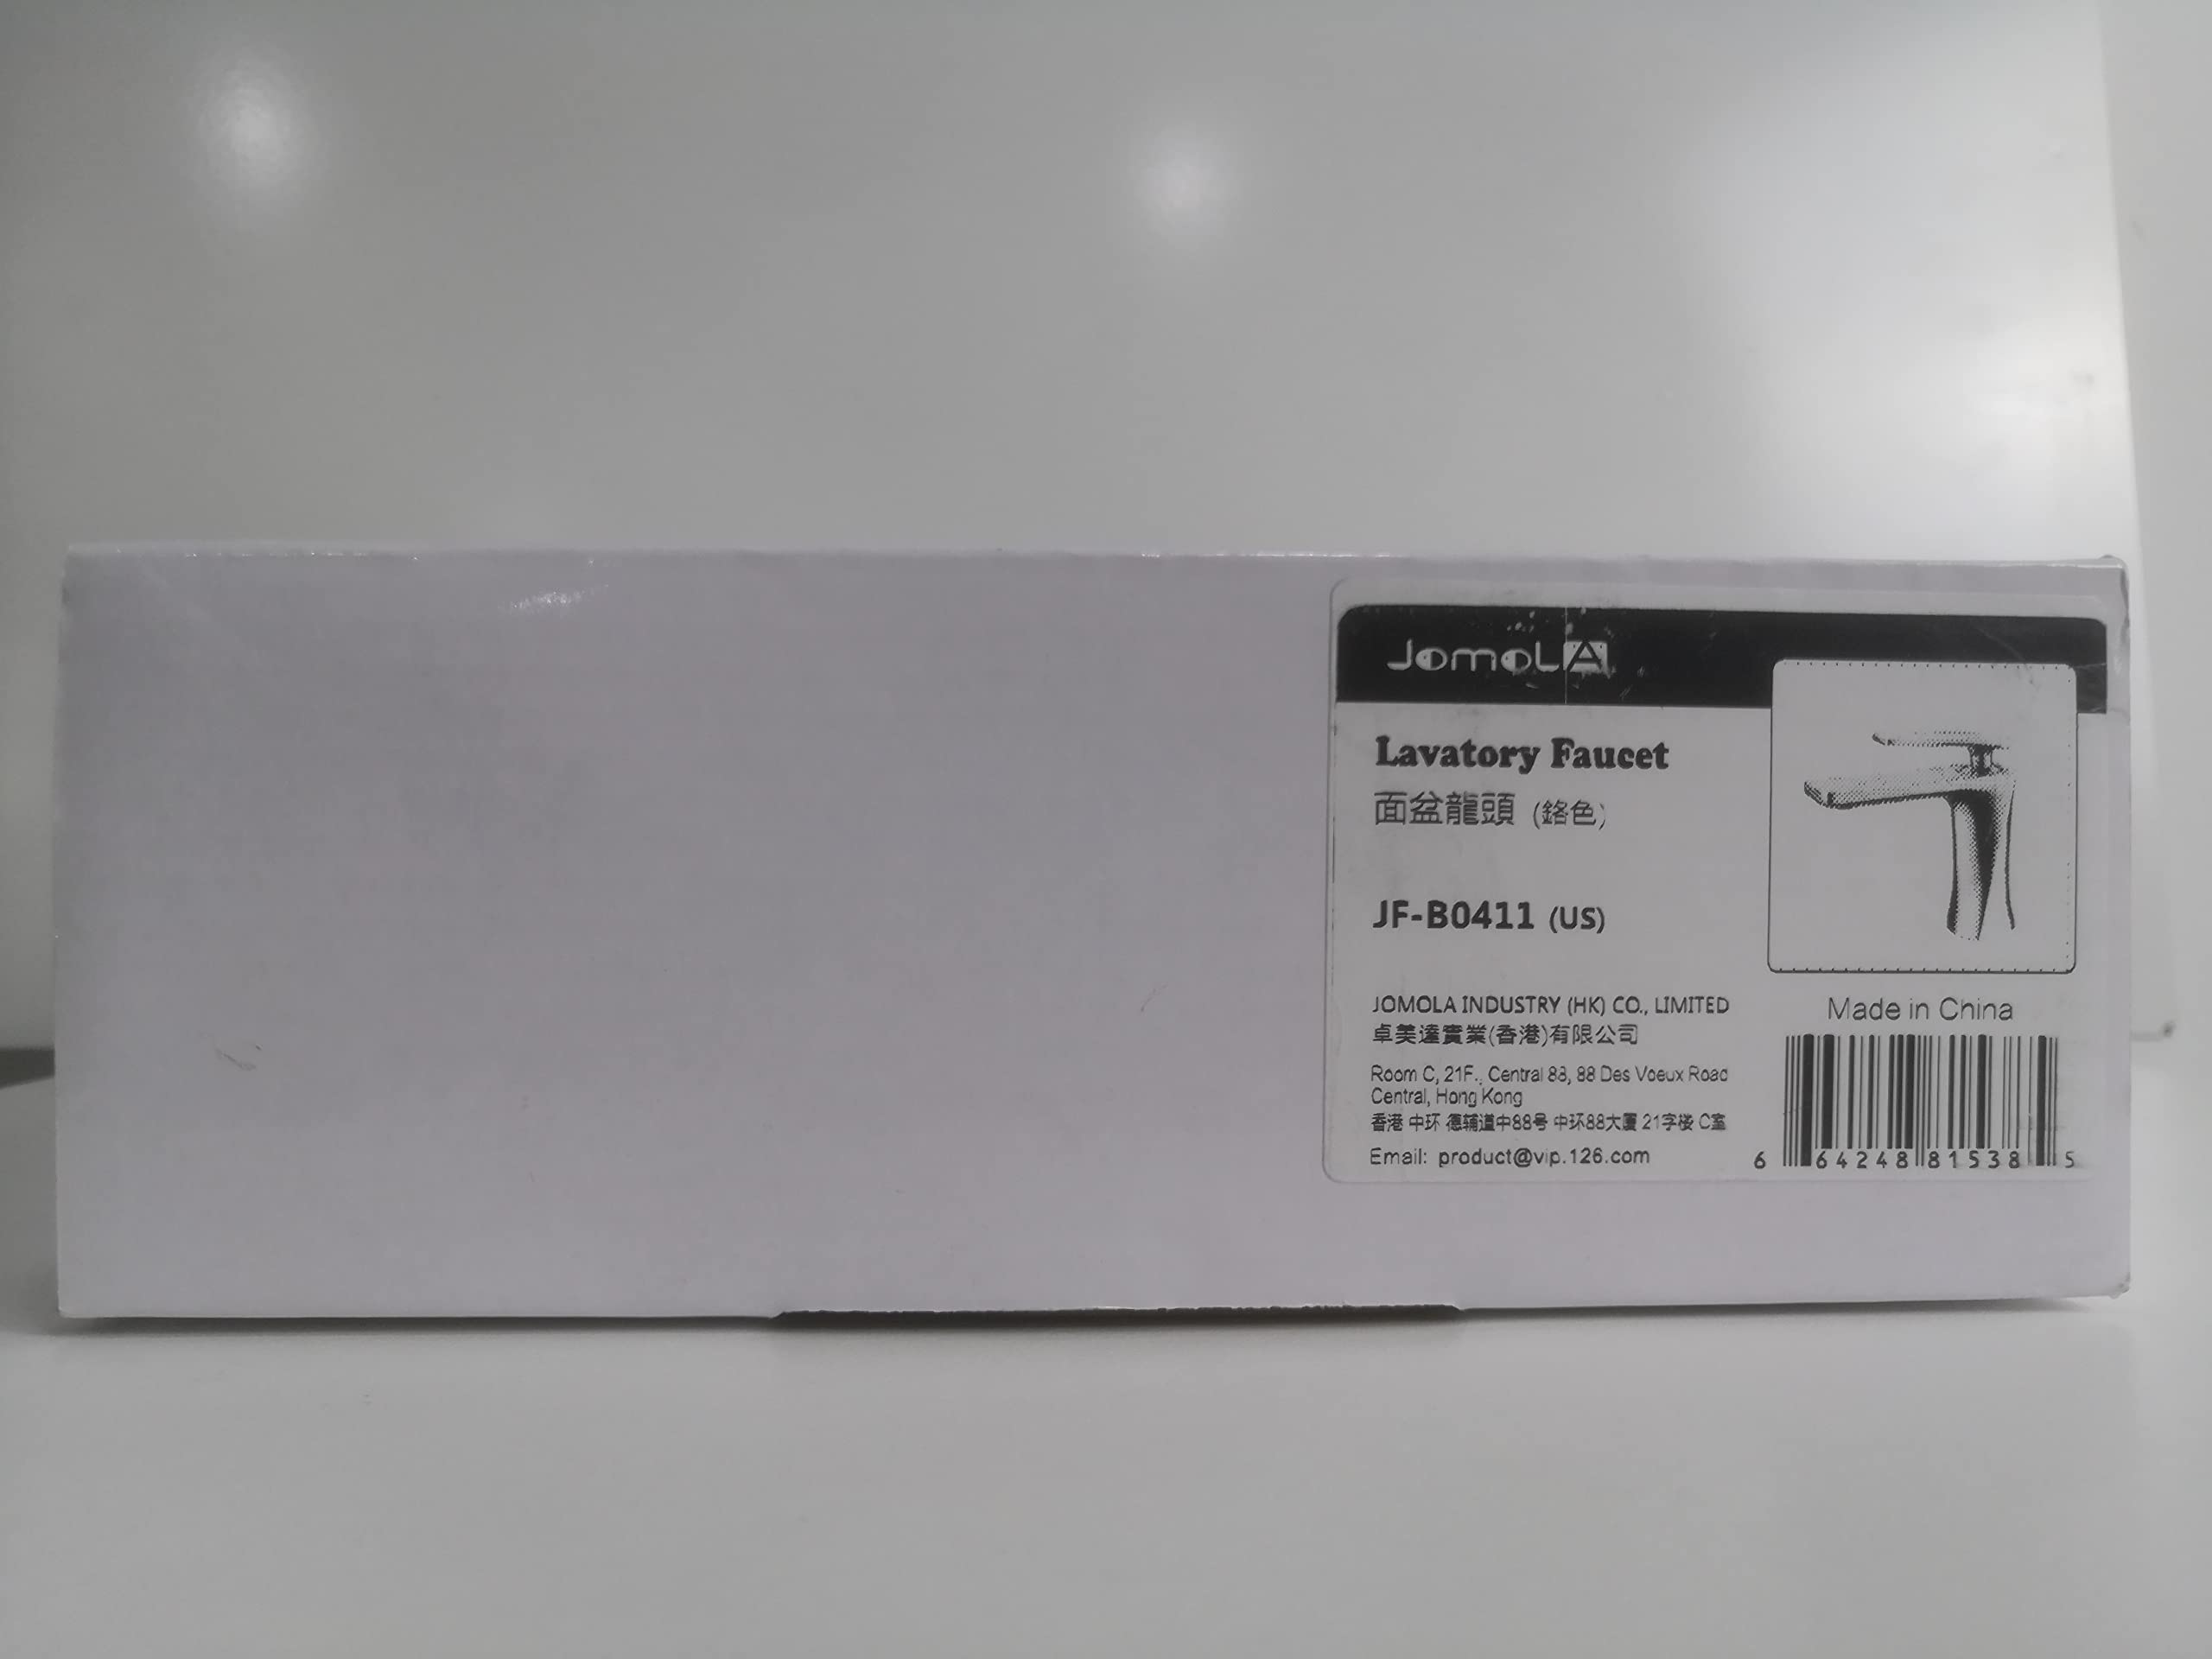 JomoLA
Lavatory Faucet
面盆龍頭 (鉻色)
JF-B0411 (US)
JOMOLA INDUSTRY (HK) CO., LIMITED
卓美達實業(香港)有限公司
Room C, 21F., Central 88, 88 Des Voeux Road
Central, Hong Kong
香港 中环 德辅道中88号 中环88大厦 21字楼 C室
Email: product@vip.126.com
Made in China
6 64248 81538 5